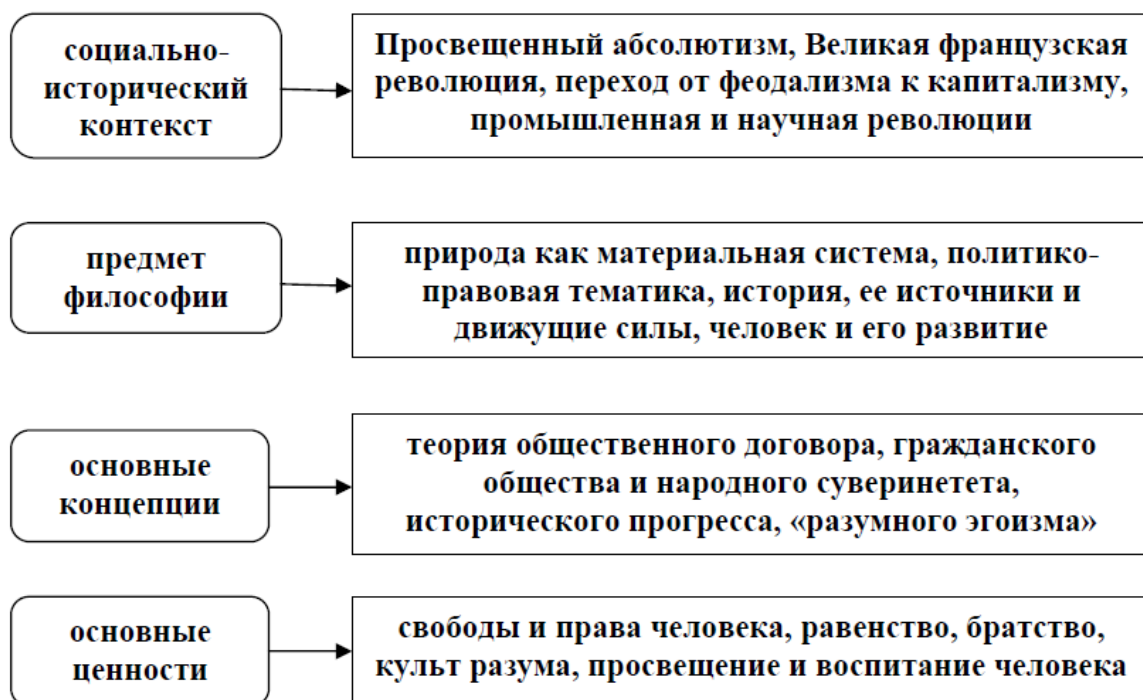 социально-
исторический
контекст
Просвещенный абсолютизм, Великая французская
революция, переход от феодализма к капитализму,
промышленная и научная революции
предмет
философии
природа как материальная система, политико-
правовая тематика, история, ее источники и
движущие силы, человек и его развитие
основные
концепции
теория общественного договора, гражданского
общества и народного суверинетета,
исторического прогресса, «разумного эгоизма»
основные
ценности
свободы и права человека, равенство, братство,
культ разума, просвещение и воспитание человека